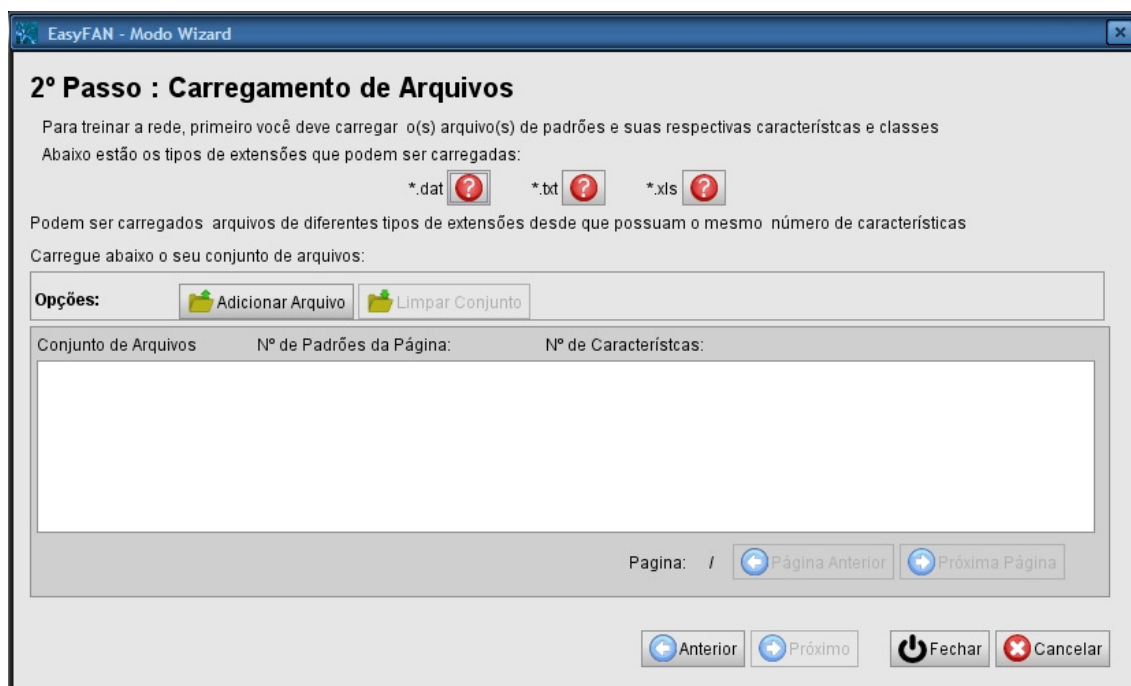 EasyFAN - Modo Wizard
2º Passo : Carregamento de Arquivos
Para treinar a rede, primeiro você deve carregar o(s) arquivo(s) de padrões e suas respectivas característcas e classes
Abaixo estão os tipos de extensões que podem ser carregadas:
*.dat ? *.txt ? *.xls ?
Podem ser carregados arquivos de diferentes tipos de extensões desde que possuam o mesmo número de características
Carregue abaixo o seu conjunto de arquivos:
Opções: Adicionar Arquivo Limpar Conjunto
Conjunto de Arquivos Nº de Padrões da Página: Nº de Característcas:
Pagina: / Página Anterior Próxima Página
Anterior Próximo Fechar Cancelar